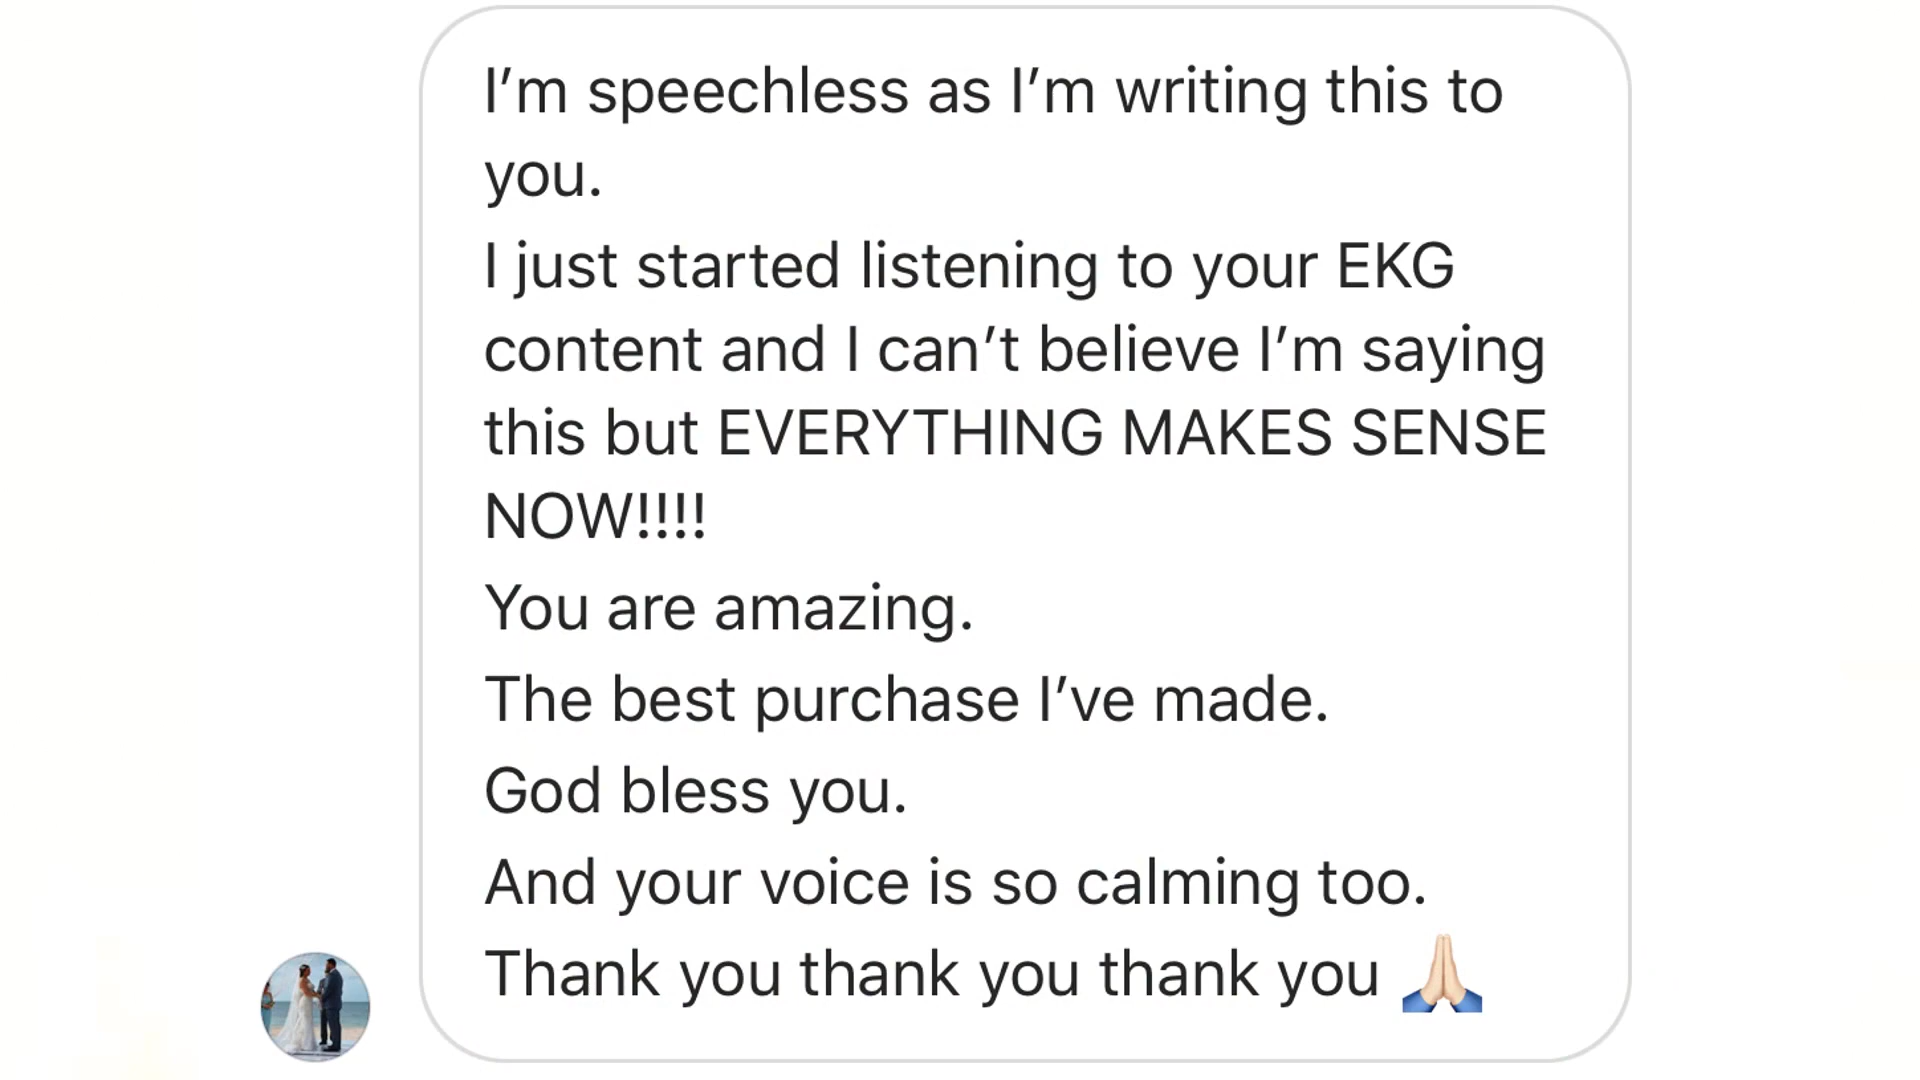 I’m speechless as I’m writing this to
you.
I just started listening to your EKG
content and I can’t believe I’m saying
this but EVERYTHING MAKES SENSE
NOW!!!!
You are amazing.
The best purchase I’ve made.
God bless you.
And your voice is so calming too.
Thank you thank you thank you 🙏🏻